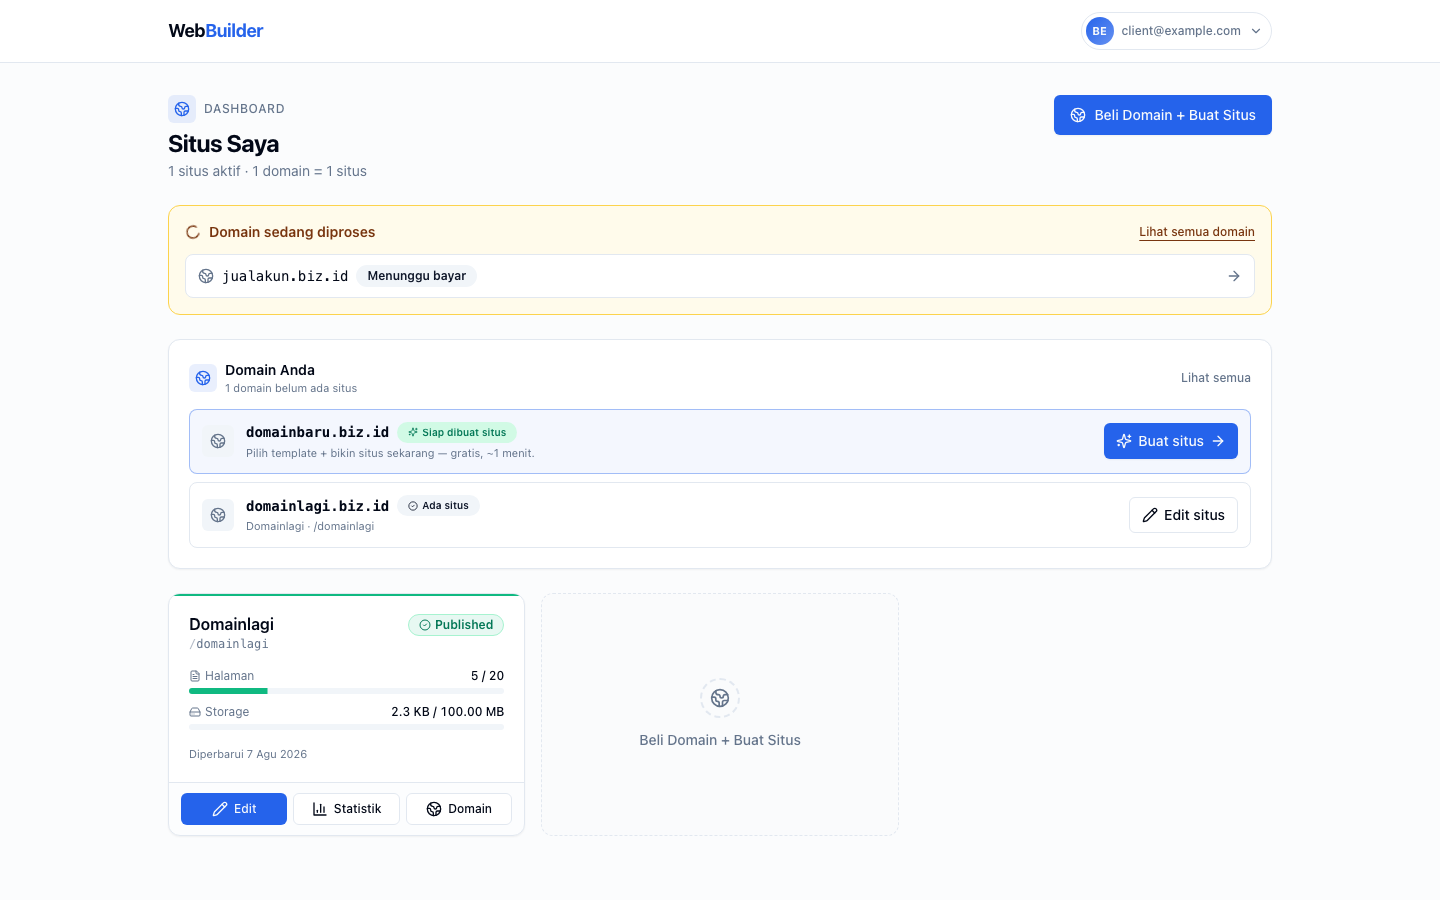 WebBuilder
BE client@example.com
DASHBOARD
Situs Saya
1 situs aktif · 1 domain = 1 situs
Beli Domain + Buat Situs
Domain sedang diproses
Lihat semua domain
jualakun.biz.id Menunggu bayar
Domain Anda
1 domain belum ada situs
Lihat semua
domainbaru.biz.id Siap dibuat situs
Pilih template + bikin situs sekarang — gratis, ~1 menit.
Buat situs
domainlagi.biz.id Ada situs
Domainlagi · /domainlagi
Edit situs
Domainlagi
Published
/domainlagi
Halaman 5 / 20
Storage 2.3 KB / 100.00 MB
Diperbarui 7 Agu 2026
Edit Statistik Domain
Beli Domain + Buat Situs